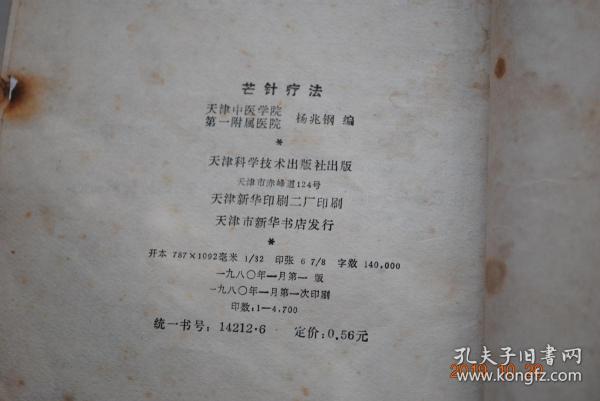 芒针疗法
天津中医学院
第一附属医院 杨兆钢 编
*
天津科学技术出版社出版
天津市赤峰道124号
天津新华印刷二厂印刷
天津市新华书店发行
*
开本 787×1092毫米 1/32 印张 6 7/8 字数 140,000
一九八〇年一月第一版
一九八〇年一月第一次印刷
印数:1—4,700
统一书号: 14212·6 定价: 0.56元
孔夫子旧书网
www.kongfz.com